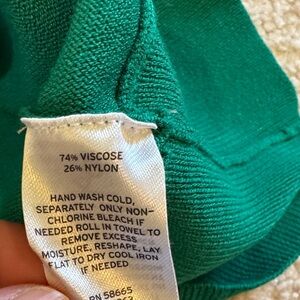 74% VISCOSE
26% NYLON
HAND WASH COLD,
SEPARATELY ONLY NON-
CHLORINE BLEACH IF
NEEDED ROLL IN TOWEL TO
REMOVE EXCESS
MOISTURE, RESHAPE, LAY
FLAT TO DRY COOL IRON
IF NEEDED
RN 58665